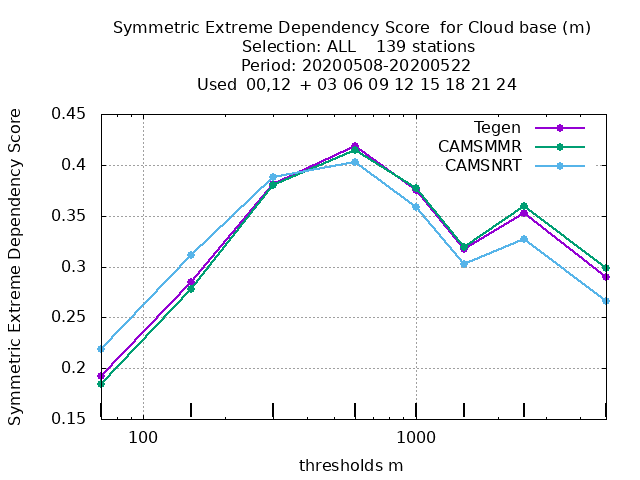 Symmetric Extreme Dependency Score for Cloud base (m)
Selection: ALL 139 stations
Period: 20200508-20200522
Used 00,12 + 03 06 09 12 15 18 21 24
Symmetric Extreme Dependency Score
0.45
0.4
0.35
0.3
0.25
0.2
0.15
Tegen
CAMSMMR
CAMSNRT
100 1000
thresholds m